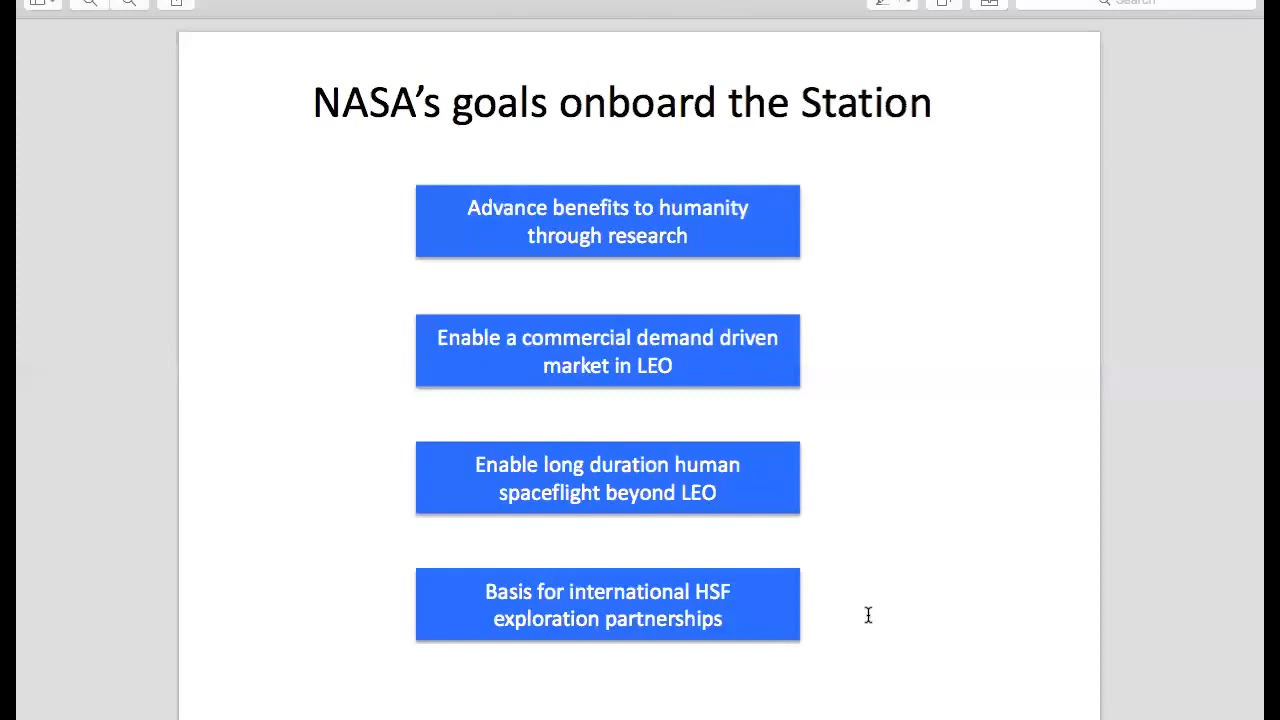 Search
NASA's goals onboard the Station
Advance benefits to humanity
through research
Enable a commercial demand driven
market in LEO
Enable long duration human
spaceflight beyond LEO
Basis for international HSF
exploration partnerships